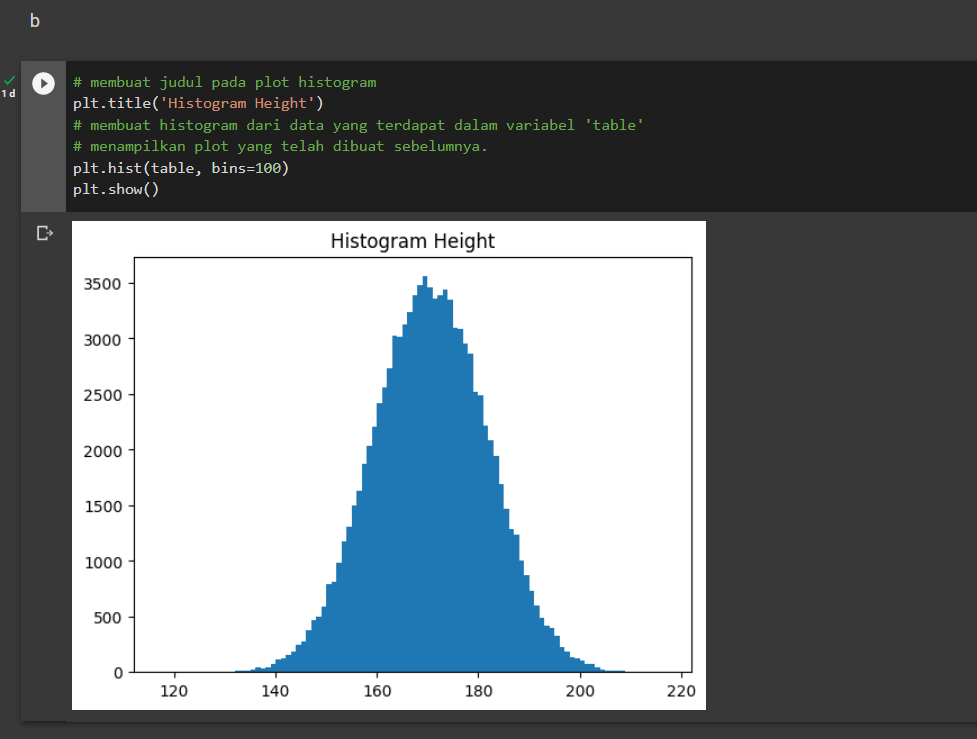 b
# membuat judul pada plot histogram
1 d
plt.title('Histogram Height')
# membuat histogram dari data yang terdapat dalam variabel 'table'
# menampilkan plot yang telah dibuat sebelumnya.
plt.hist(table, bins=100)
plt.show()
Histogram Height
3500
3000
2500
2000
1500
1000
500
0
120 140 160 180 200 220